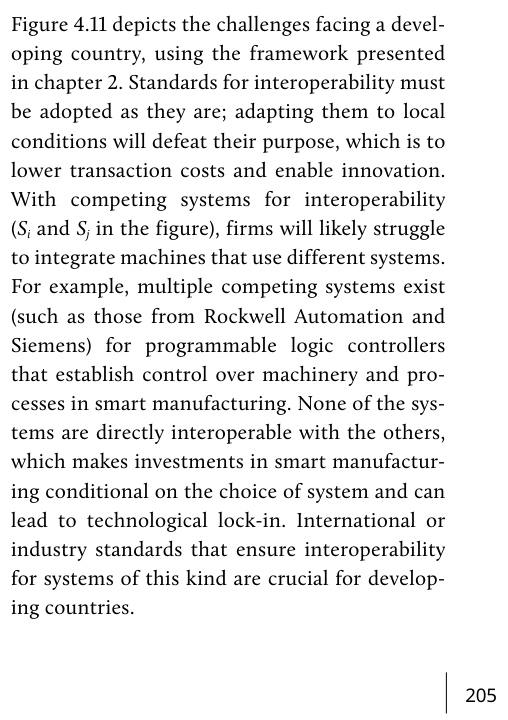 Figure 4.11 depicts the challenges facing a devel-
oping country, using the framework presented
in chapter 2. Standards for interoperability must
be adopted as they are; adapting them to local
conditions will defeat their purpose, which is to
lower transaction costs and enable innovation.
With competing systems for interoperability
(Si and Sj in the figure), firms will likely struggle
to integrate machines that use different systems.
For example, multiple competing systems exist
(such as those from Rockwell Automation and
Siemens) for programmable logic controllers
that establish control over machinery and pro-
cesses in smart manufacturing. None of the sys-
tems are directly interoperable with the others,
which makes investments in smart manufactur-
ing conditional on the choice of system and can
lead to technological lock-in. International or
industry standards that ensure interoperability
for systems of this kind are crucial for develop-
ing countries.
205